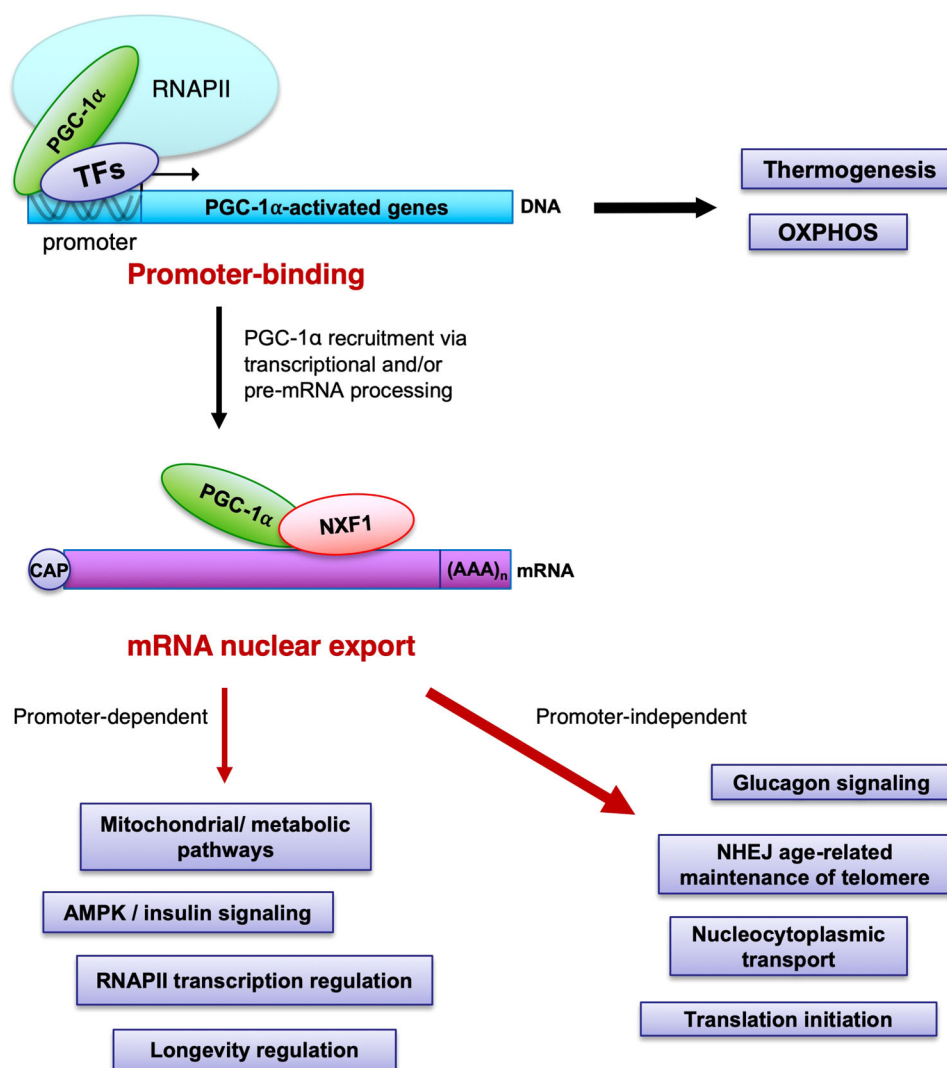 RNAPII
PGC-1α
TFs
PGC-1α-activated genes
DNA
promoter
Promoter-binding
Thermogenesis
OXPHOS
PGC-1α recruitment via
transcriptional and/or
pre-mRNA processing
PGC-1α
NXF1
CAP
(AAA)n
mRNA
mRNA nuclear export
Promoter-dependent
Promoter-independent
Mitochondrial/ metabolic
pathways
AMPK / insulin signaling
RNAPII transcription regulation
Longevity regulation
Glucagon signaling
NHEJ age-related
maintenance of telomere
Nucleocytoplasmic
transport
Translation initiation